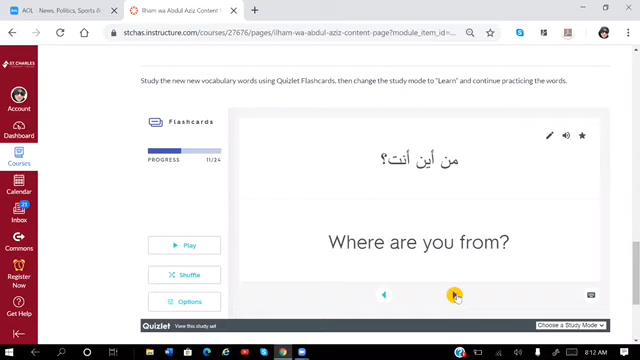 AOL - News, Politics, Sports &
Ilham wa Abdul Aziz Content
stchas.instructure.com/courses/27676/pages/ilham-wa-abdul-aziz-content-page?module_item_id=...
ST.CHARLES
Account
Dashboard
Courses
Calendar
21
Inbox
Commons
Register Now
Get Help
Study the new new vocabulary words using Quizlet Flashcards, then change the study mode to "Learn" and continue practicing the words.
Flashcards
PROGRESS 11/24
Play
Shuffle
Options
من أين أنت؟
Where are you from?
Quizlet View this study set
Choose a Study Mode
8:12 AM